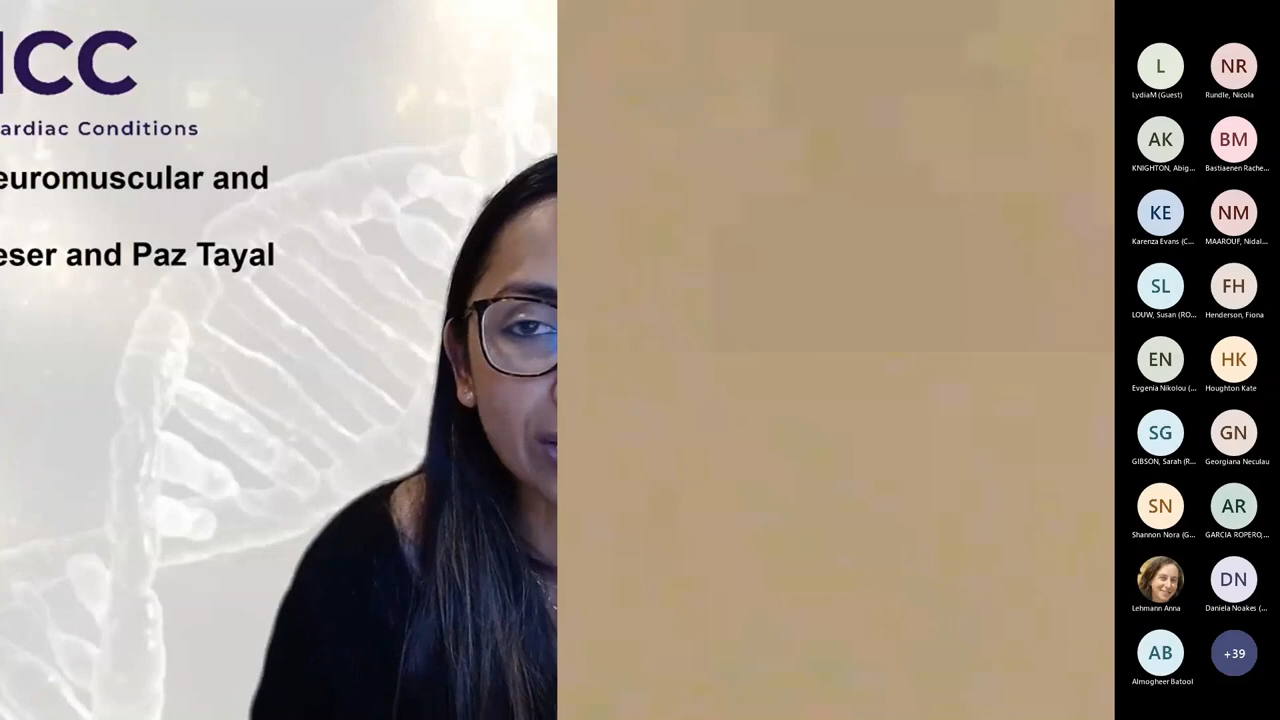 ICC
ardiac Conditions
euromuscular and
eser and Paz Tayal
L
NR
LydiaM (Guest)
Rundle, Nicola
AK
BM
KNIGHTON, Abig...
Bastiaenen Rache...
KE
NM
Karenza Evans (C...
MAAROUF, Nidal...
SL
FH
LOUW, Susan (RO...
Henderson, Fiona
EN
HK
Evgenia Nikolou (...
Houghton Kate
SG
GN
GIBSON, Sarah (R...
Georgiana Neculau
SN
AR
Shannon Nora (G...
GARCIA ROPERO,...
DN
Lehmann Anna
Daniela Noakes (...
AB
+39
Almogheer Batool